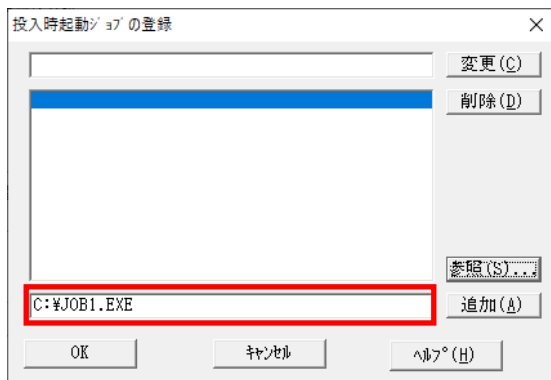 投入時起動ｼﾞｮﾌﾞの登録
変更(C)
削除(D)
参照(S)...
C:¥JOB1.EXE
追加(A)
OK
ｷｬﾝｾﾙ
ﾍﾙﾌﾟ(H)